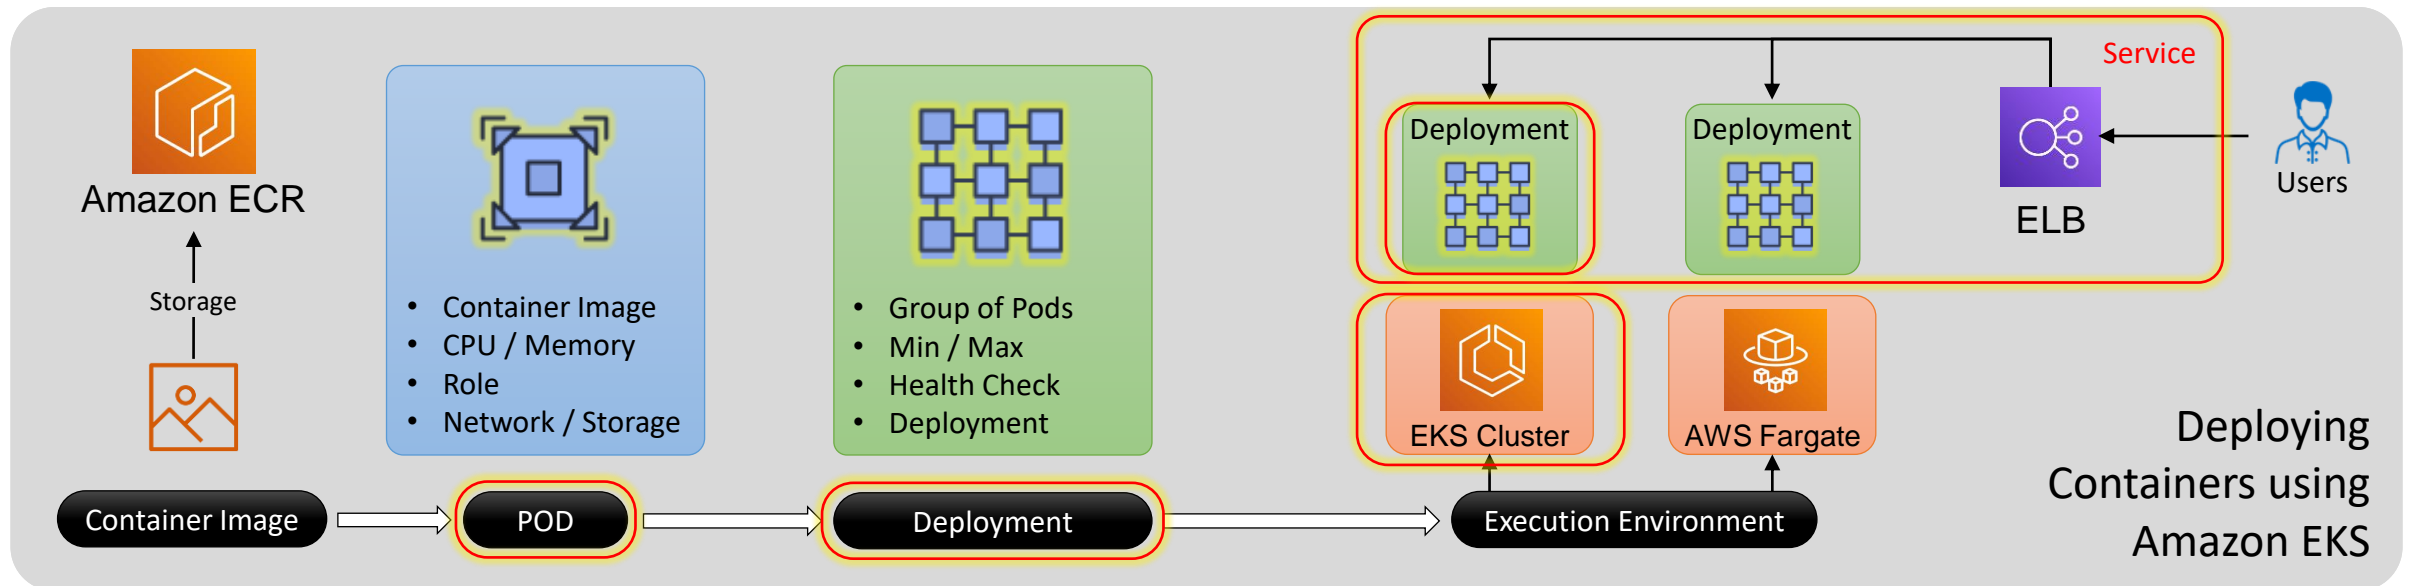 Amazon ECR
Storage
Container Image
• Container Image
• CPU / Memory
• Role
• Network / Storage
POD
• Group of Pods
• Min / Max
• Health Check
• Deployment
Deployment
Service
Deployment
Deployment
ELB
Users
EKS Cluster
AWS Fargate
Execution Environment
Deploying
Containers using
Amazon EKS